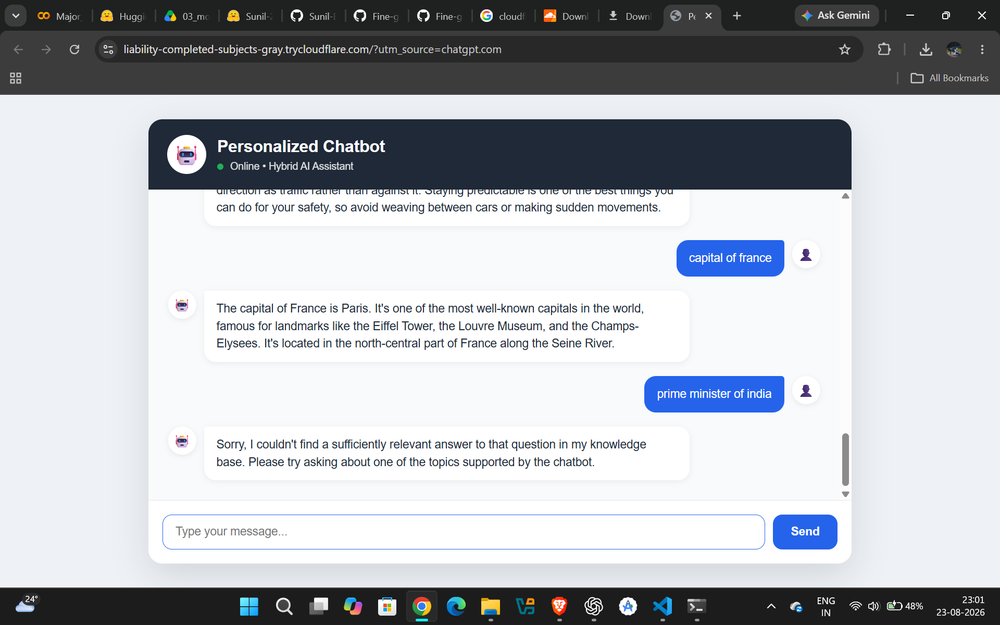 Major_
Huggi
03_mo
Sunil-2
Sunil-E
Fine-g
Fine-g
cloudf
Downl
Downl
Pe
Ask Gemini
liability-completed-subjects-gray.trycloudflare.com/?utm_source=chatgpt.com
All Bookmarks
Personalized Chatbot
Online • Hybrid AI Assistant
direction as traffic rather than against it. Staying predictable is one of the best things you
can do for your safety, so avoid weaving between cars or making sudden movements.
capital of france
The capital of France is Paris. It's one of the most well-known capitals in the world,
famous for landmarks like the Eiffel Tower, the Louvre Museum, and the Champs-
Elysees. It's located in the north-central part of France along the Seine River.
prime minister of india
Sorry, I couldn't find a sufficiently relevant answer to that question in my knowledge
base. Please try asking about one of the topics supported by the chatbot.
Type your message...
Send
24°
ENG
IN
48%
23:01
23-08-2026